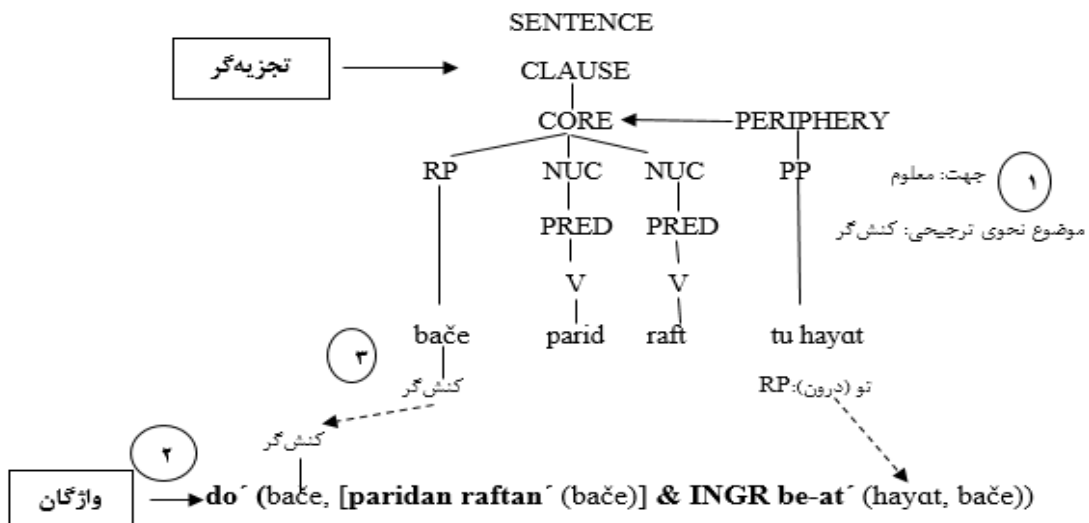 SENTENCE
تجزیه‌گر
CLAUSE
CORE PERIPHERY
RP NUC NUC PP
جهت: معلوم ۱
PRED PRED
موضوع نحوی ترجیحی: کنش‌گر
V V
bače parid raft tu hayɑt
۳
کنش‌گر
تو (درون):RP
کنش‌گر
۲
واژگان
do´ (bače, [paridan raftan´ (bače)] & INGR be-at´ (hayɑt, bače))